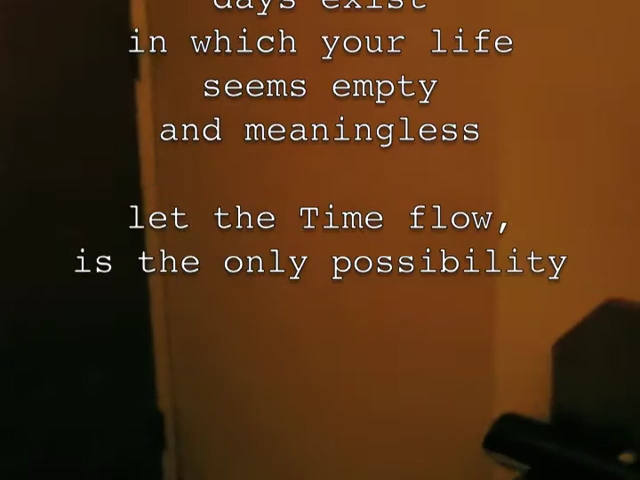 days exist
in which your life
seems empty
and meaningless
let the Time flow,
is the only possibility